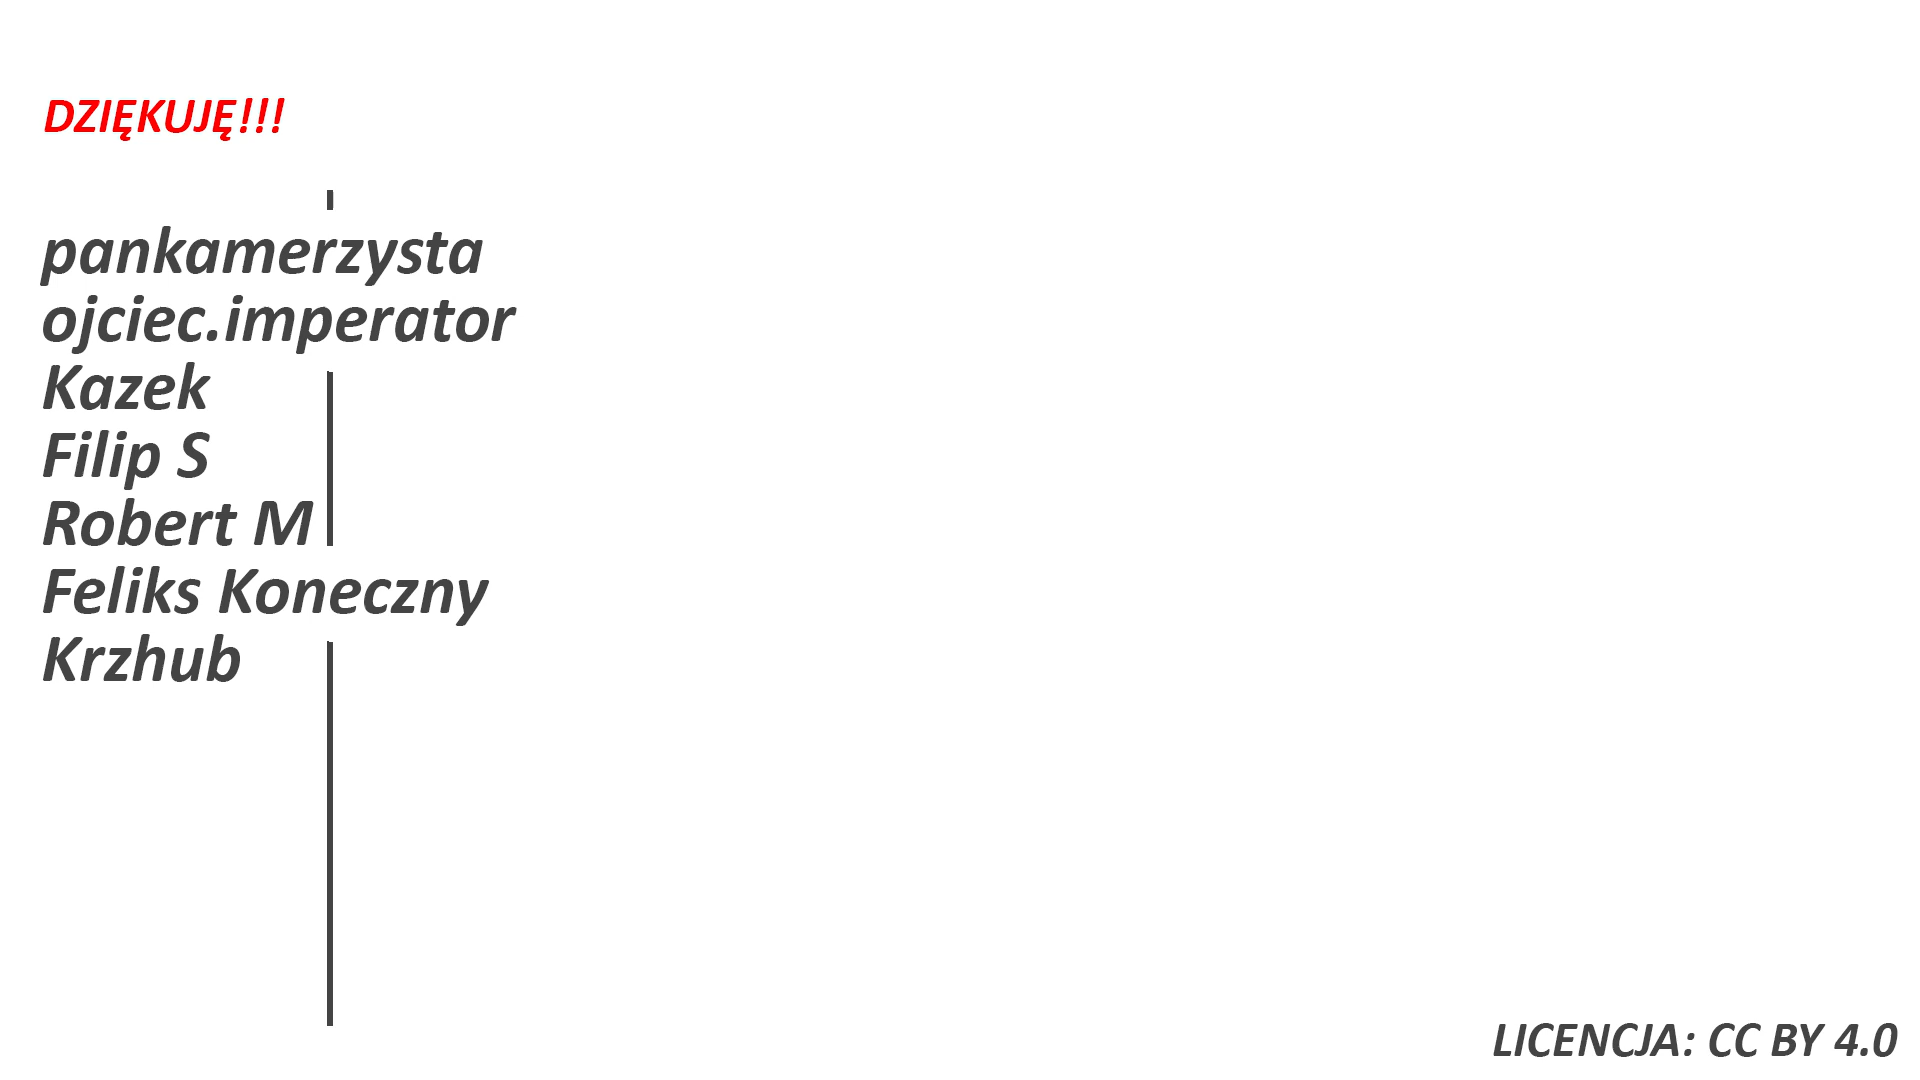 DZIĘKUJĘ!!!
pankamerzysta
ojciec.imperator
Kazek
Filip S
Robert M
Feliks Koneczny
Krzhub
LICENCJA: CC BY 4.0